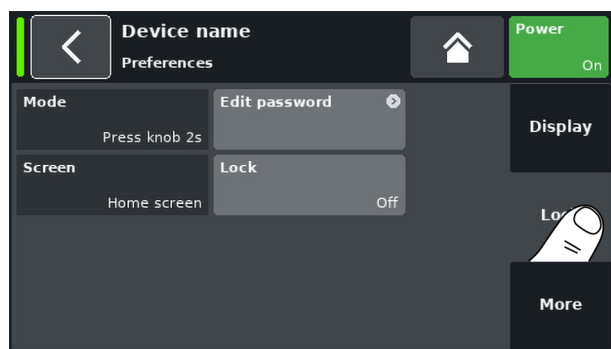 Device name
Preferences
Power
On
Mode
Press knob 2s
Edit password
Screen
Home screen
Lock
Off
Display
More